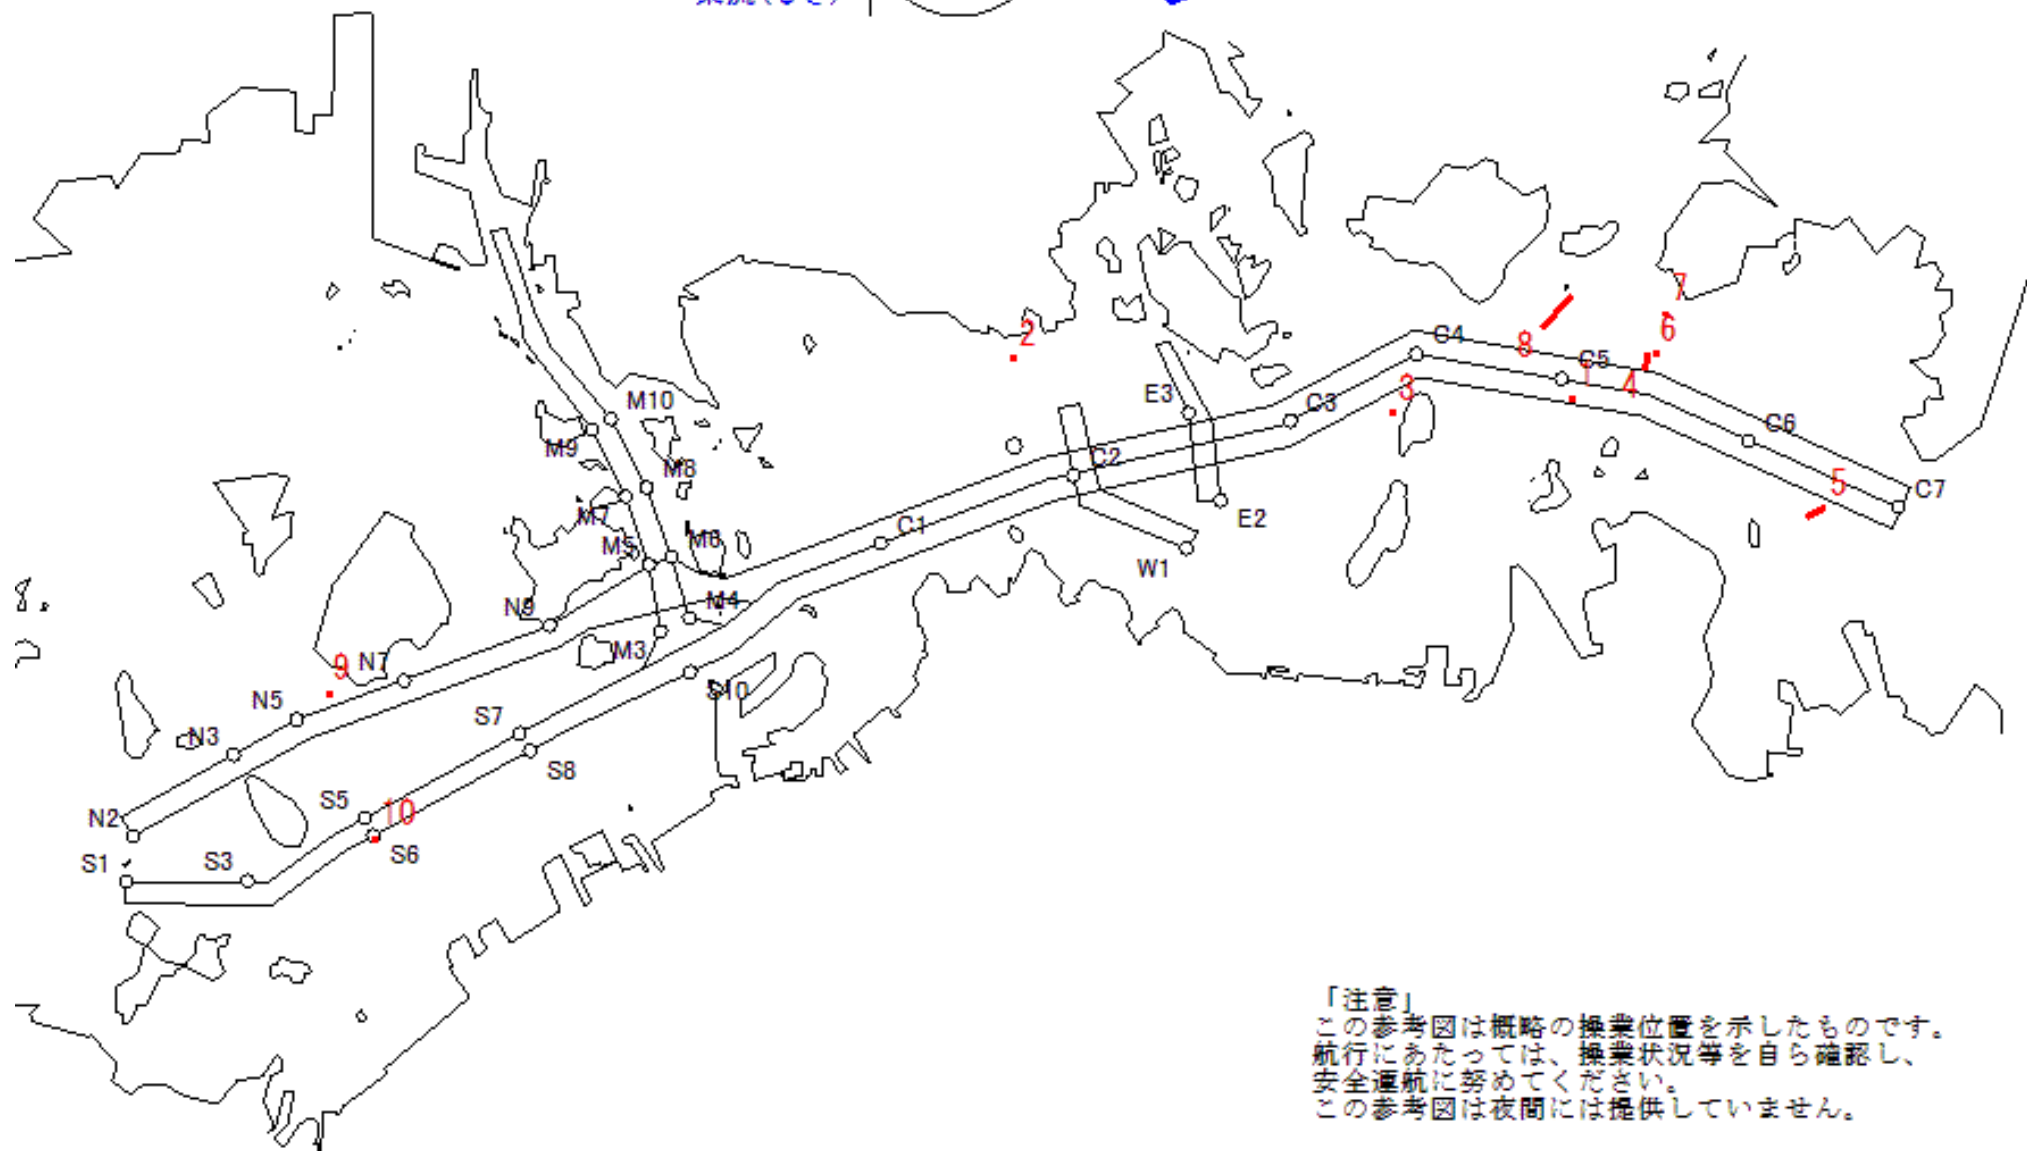 7
2
6
C4
8
C5
1
4
3
E3
C3
M10
C6
M9
C2
M8
5
C7
M7
C1
E2
M5
M6
W1
N9
M4
M3
9
N7
S10
N5
S7
N3
S8
S5
10
N2
S6
S1
S3
「注意」
この参考図は概略の操業位置を示したものです。
航行にあたっては、操業状況等を自ら確認し、
安全運航に努めてください。
この参考図は夜間には提供していません。